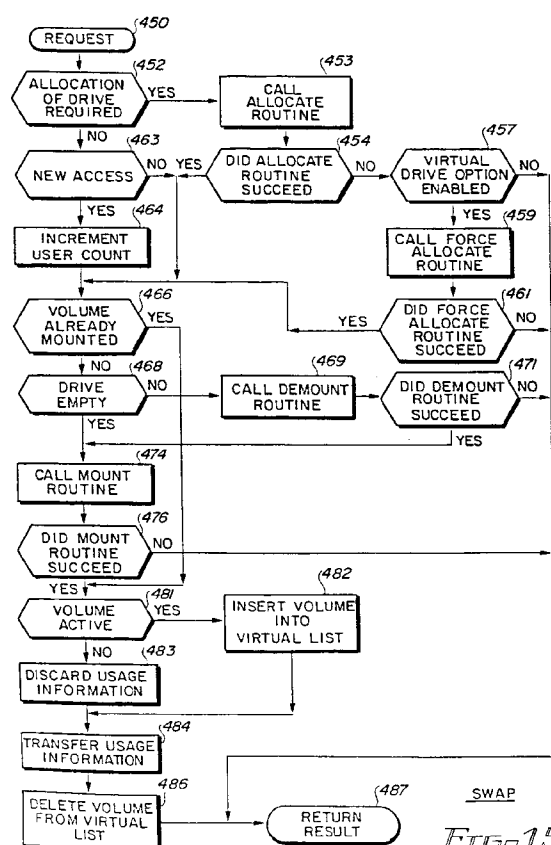 450
REQUEST
452
ALLOCATION
OF DRIVE
REQUIRED
YES
453
CALL
ALLOCATE
ROUTINE
NO
463
NEW ACCESS
NO
YES
454
DID ALLOCATE
ROUTINE
SUCCEED
NO
457
VIRTUAL
DRIVE OPTION
ENABLED
NO
YES
464
INCREMENT
USER COUNT
YES
459
CALL FORCE
ALLOCATE
ROUTINE
466
VOLUME
ALREADY
MOUNTED
YES
YES
461
DID FORCE
ALLOCATE
ROUTINE
SUCCEED
NO
NO
468
DRIVE
EMPTY
NO
469
CALL DEMOUNT
ROUTINE
471
DID DEMOUNT
ROUTINE
SUCCEED
NO
YES
YES
474
CALL MOUNT
ROUTINE
476
DID MOUNT
ROUTINE
SUCCEED
NO
YES
481
VOLUME
ACTIVE
YES
482
INSERT VOLUME
INTO
VIRTUAL LIST
NO
483
DISCARD USAGE
INFORMATION
484
TRANSFER USAGE
INFORMATION
486
DELETE VOLUME
FROM VIRTUAL
LIST
487
RETURN
RESULT
SWAP